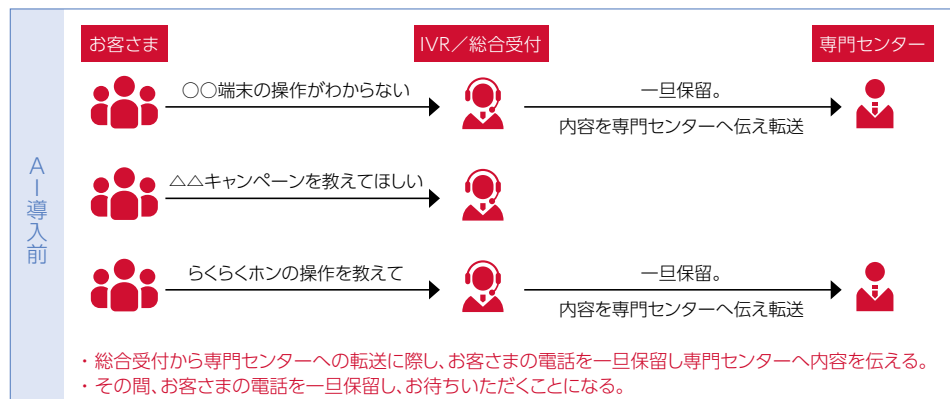 AI導入前
お客さま
IVR／総合受付
専門センター
○○端末の操作がわからない
一旦保留。
内容を専門センターへ伝え転送
△△キャンペーンを教えてほしい
らくらくホンの操作を教えて
一旦保留。
内容を専門センターへ伝え転送
・総合受付から専門センターへの転送に際し、お客さまの電話を一旦保留し専門センターへ内容を伝える。
・その間、お客さまの電話を一旦保留し、お待ちいただくことになる。